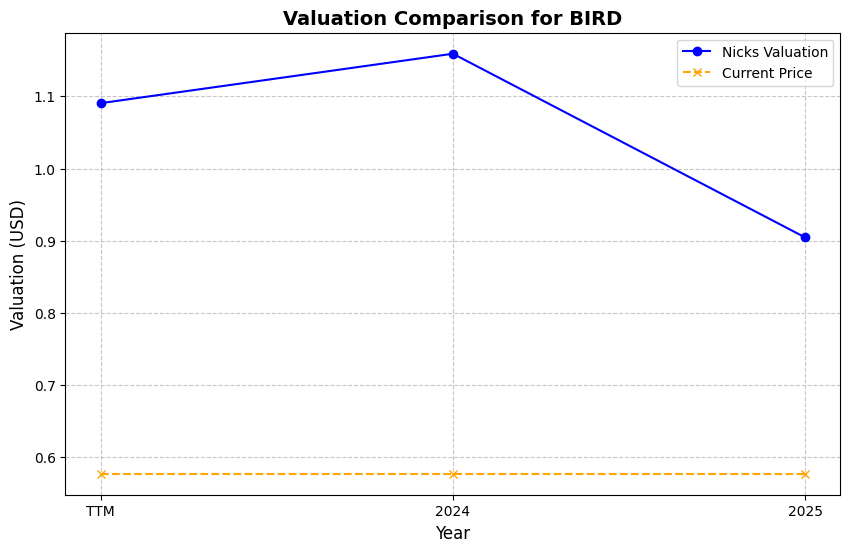 Valuation Comparison for BIRD
Nicks Valuation
Current Price
Valuation (USD)
1.1
1.0
0.9
0.8
0.7
0.6
TTM
2024
2025
Year